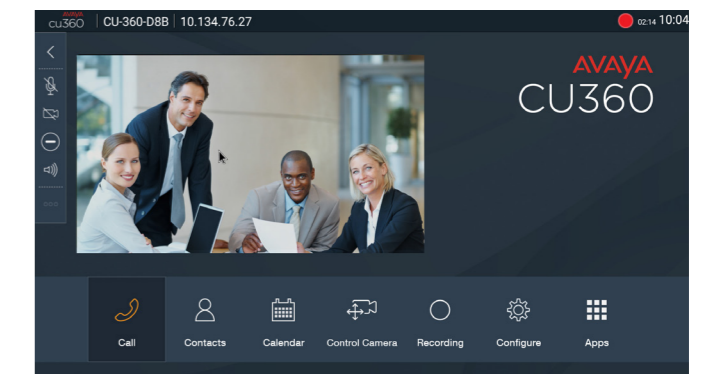 AVAYA
cu360
CU-360-D8B
10.134.76.27
02:14 10:04
AVAYA
CU360
Call
Contacts
Calendar
Control Camera
Recording
Configure
Apps